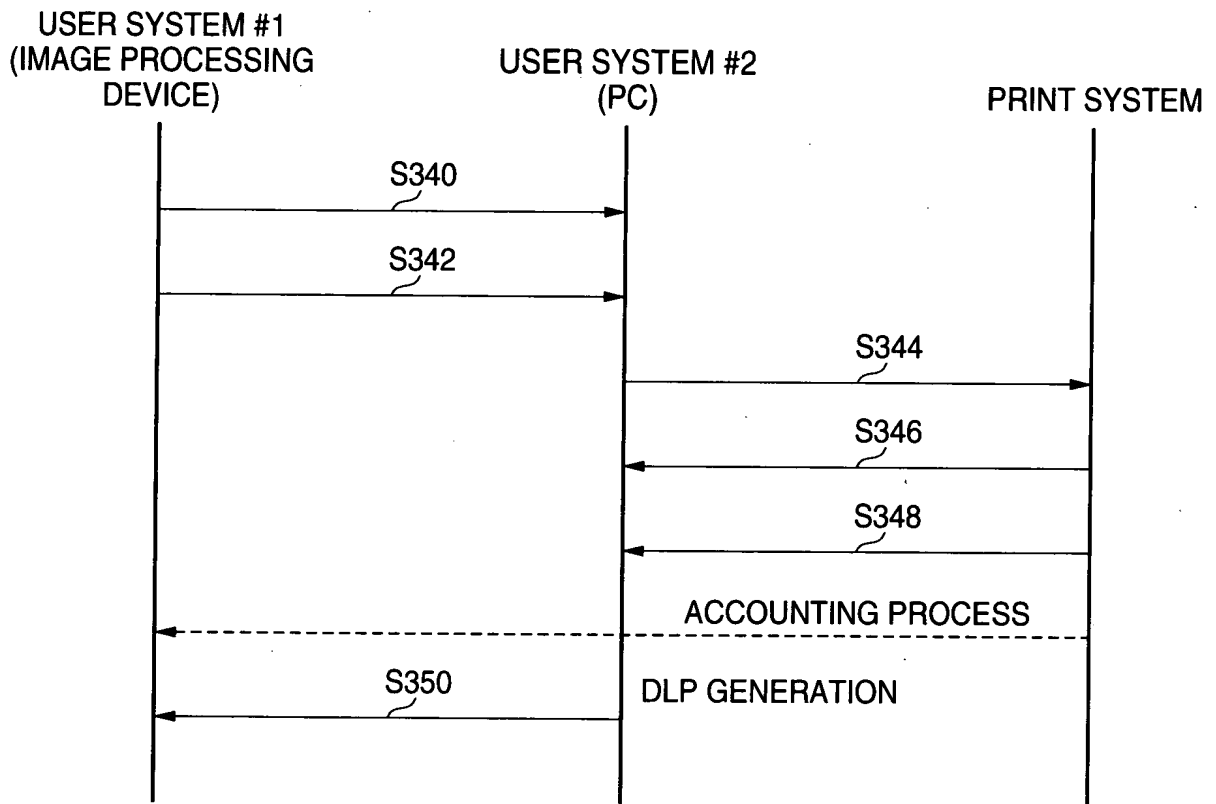 USER SYSTEM #1
(IMAGE PROCESSING
DEVICE)
USER SYSTEM #2
(PC)
PRINT SYSTEM
S340
S342
S344
S346
S348
ACCOUNTING PROCESS
S350
DLP GENERATION